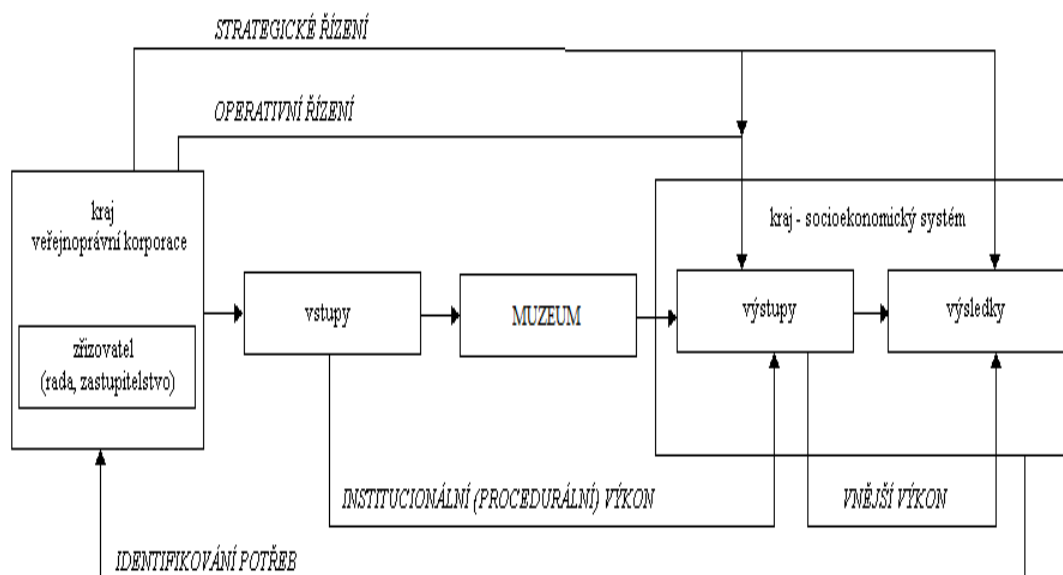 STRATEGICKÉ ŘÍZENÍ
OPERATIVNÍ ŘÍZENÍ
kraj
veřejnoprávní korporace
kraj - socioekonomický systém
vstupy
MUZEUM
výstupy
výsledky
zřizovatel
(rada, zastupitelstvo)
INSTITUCIONÁLNÍ (PROCEDURÁLNÍ) VÝKON
VNĚJŠÍ VÝKON
IDENTIFIKOVÁNÍ POTŘEB